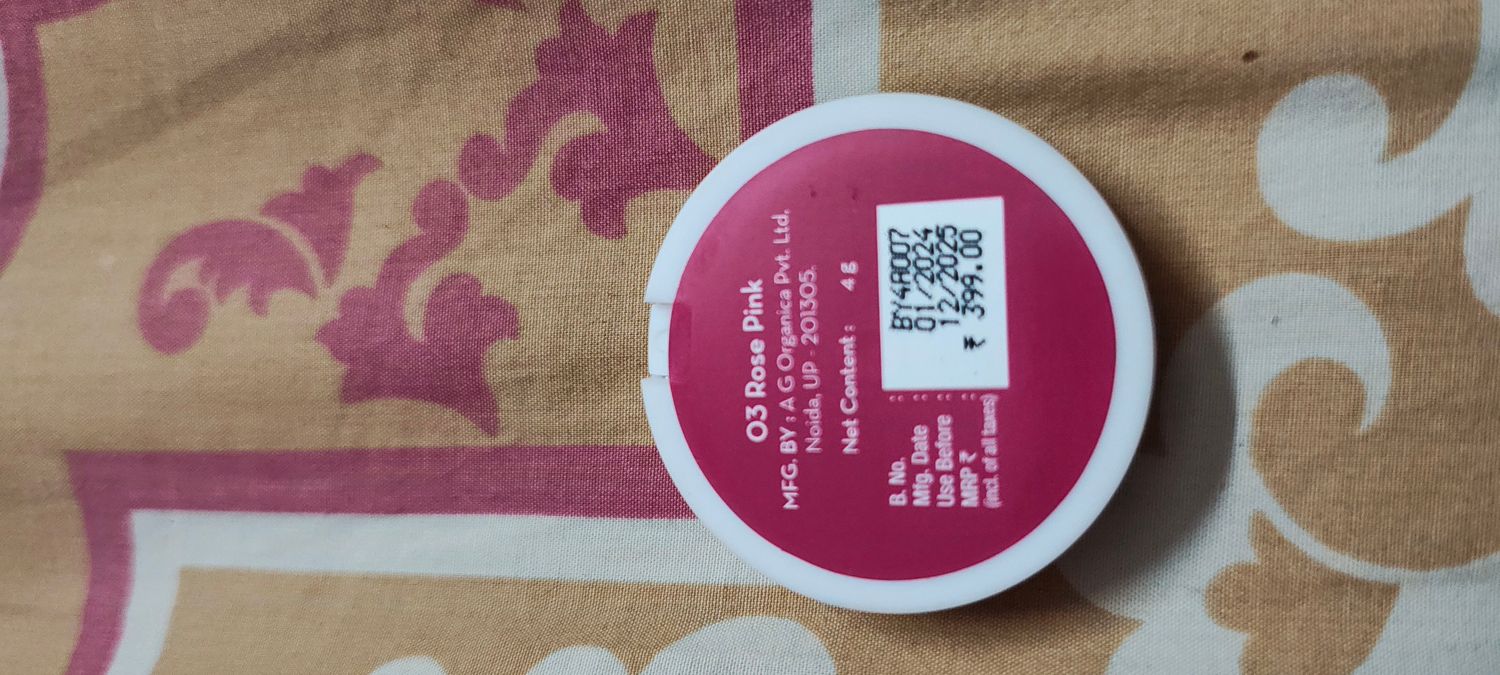 03 Rose Pink
MFG. BY : A G Organica Pvt. Ltd.
Noida, UP - 201305.
Net Content : 4 g
B. No. : BY4A007
Mfg. Date : 01/2024
Use Before : 12/2025
MRP ₹ : ₹ 399.00
(incl. of all taxes)